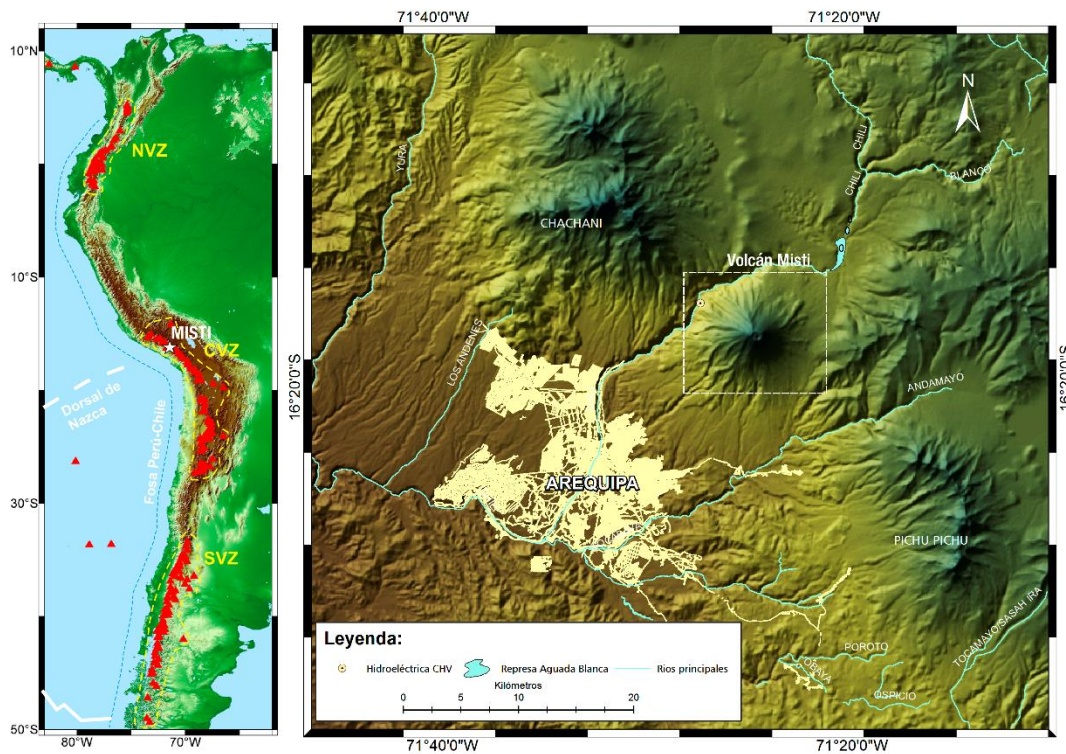 10°N
10°S
30°S
50°S
80°W
70°W
NVZ
MISTI
CVZ
SVZ
Dorsal de
Nazca
Fosa Perú-Chile
71°40'0"W
71°20'0"W
16°20'0"S
16°20'0"S
71°40'0"W
71°20'0"W
N
YURA
CHILI
CHILI
BLANCO
CHACHANI
Volcán Misti
LOS ANDENES
ANDAMAYO
AREQUIPA
PICHU PICHU
POROTO
OSPICIO
Leyenda:
Hidroeléctrica CHV
Represa Aguada Blanca
Rios principales
Kilómetros
0 5 10 20